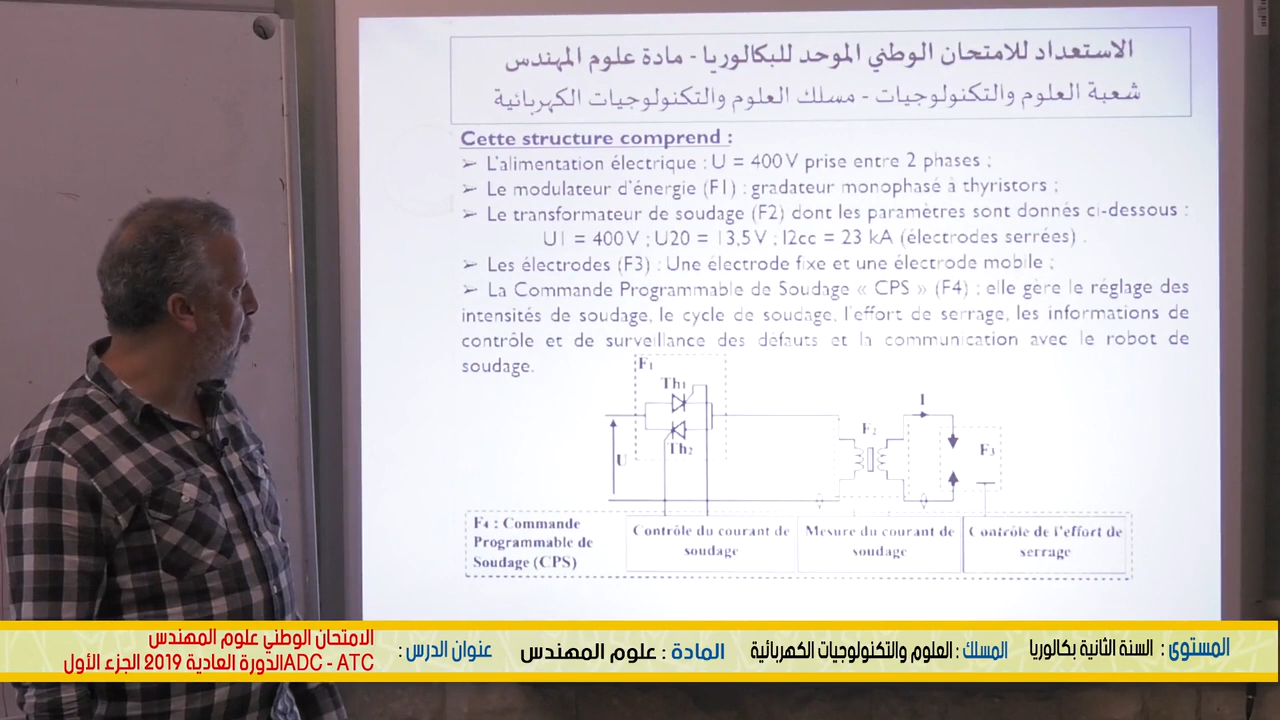 الاستعداد للامتحان الوطني الموحد للبكالوريا - مادة علوم المهندس
شعبة العلوم والتكنولوجيات - مسلك العلوم والتكنولوجيات الكهربائية
Cette structure comprend :
➢ L'alimentation électrique : U = 400 V prise entre 2 phases ;
➢ Le modulateur d'énergie (F1) : gradateur monophasé à thyristors ;
➢ Le transformateur de soudage (F2) dont les paramètres sont donnés ci-dessous :
U1 = 400 V ; U20 = 13,5 V ; I2cc = 23 kA (électrodes serrées) .
➢ Les électrodes (F3) : Une électrode fixe et une électrode mobile ;
➢ La Commande Programmable de Soudage « CPS » (F4) : elle gère le réglage des
intensités de soudage, le cycle de soudage, l'effort de serrage, les informations de
contrôle et de surveillance des défauts et la communication avec le robot de
soudage.
F1
Th1
Th2
U
F2
I
F3
F4 : Commande
Programmable de
Soudage (CPS)
Contrôle du courant de
soudage
Mesure du courant de
soudage
Contrôle de l'effort de
serrage
المستوى : السنة الثانية بكالوريا
المسلك : العلوم والتكنولوجيات الكهربائية
المادة : علوم المهندس
عنوان الدرس :
الامتحان الوطني علوم المهندس
ADC - ATCالدورة العادية 2019 الجزء الأول